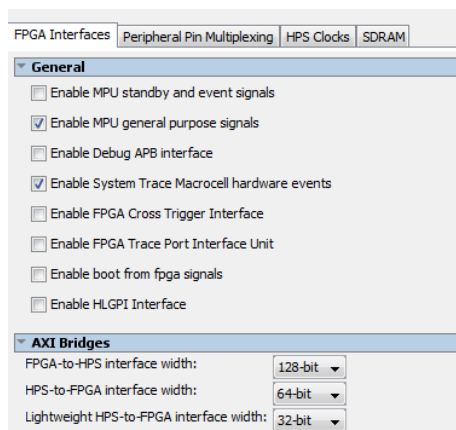 FPGA Interfaces Peripheral Pin Multiplexing HPS Clocks SDRAM
General
Enable MPU standby and event signals
Enable MPU general purpose signals
Enable Debug APB interface
Enable System Trace Macrocell hardware events
Enable FPGA Cross Trigger Interface
Enable FPGA Trace Port Interface Unit
Enable boot from fpga signals
Enable HLGPI Interface
AXI Bridges
FPGA-to-HPS interface width: 128-bit
HPS-to-FPGA interface width: 64-bit
Lightweight HPS-to-FPGA interface width: 32-bit